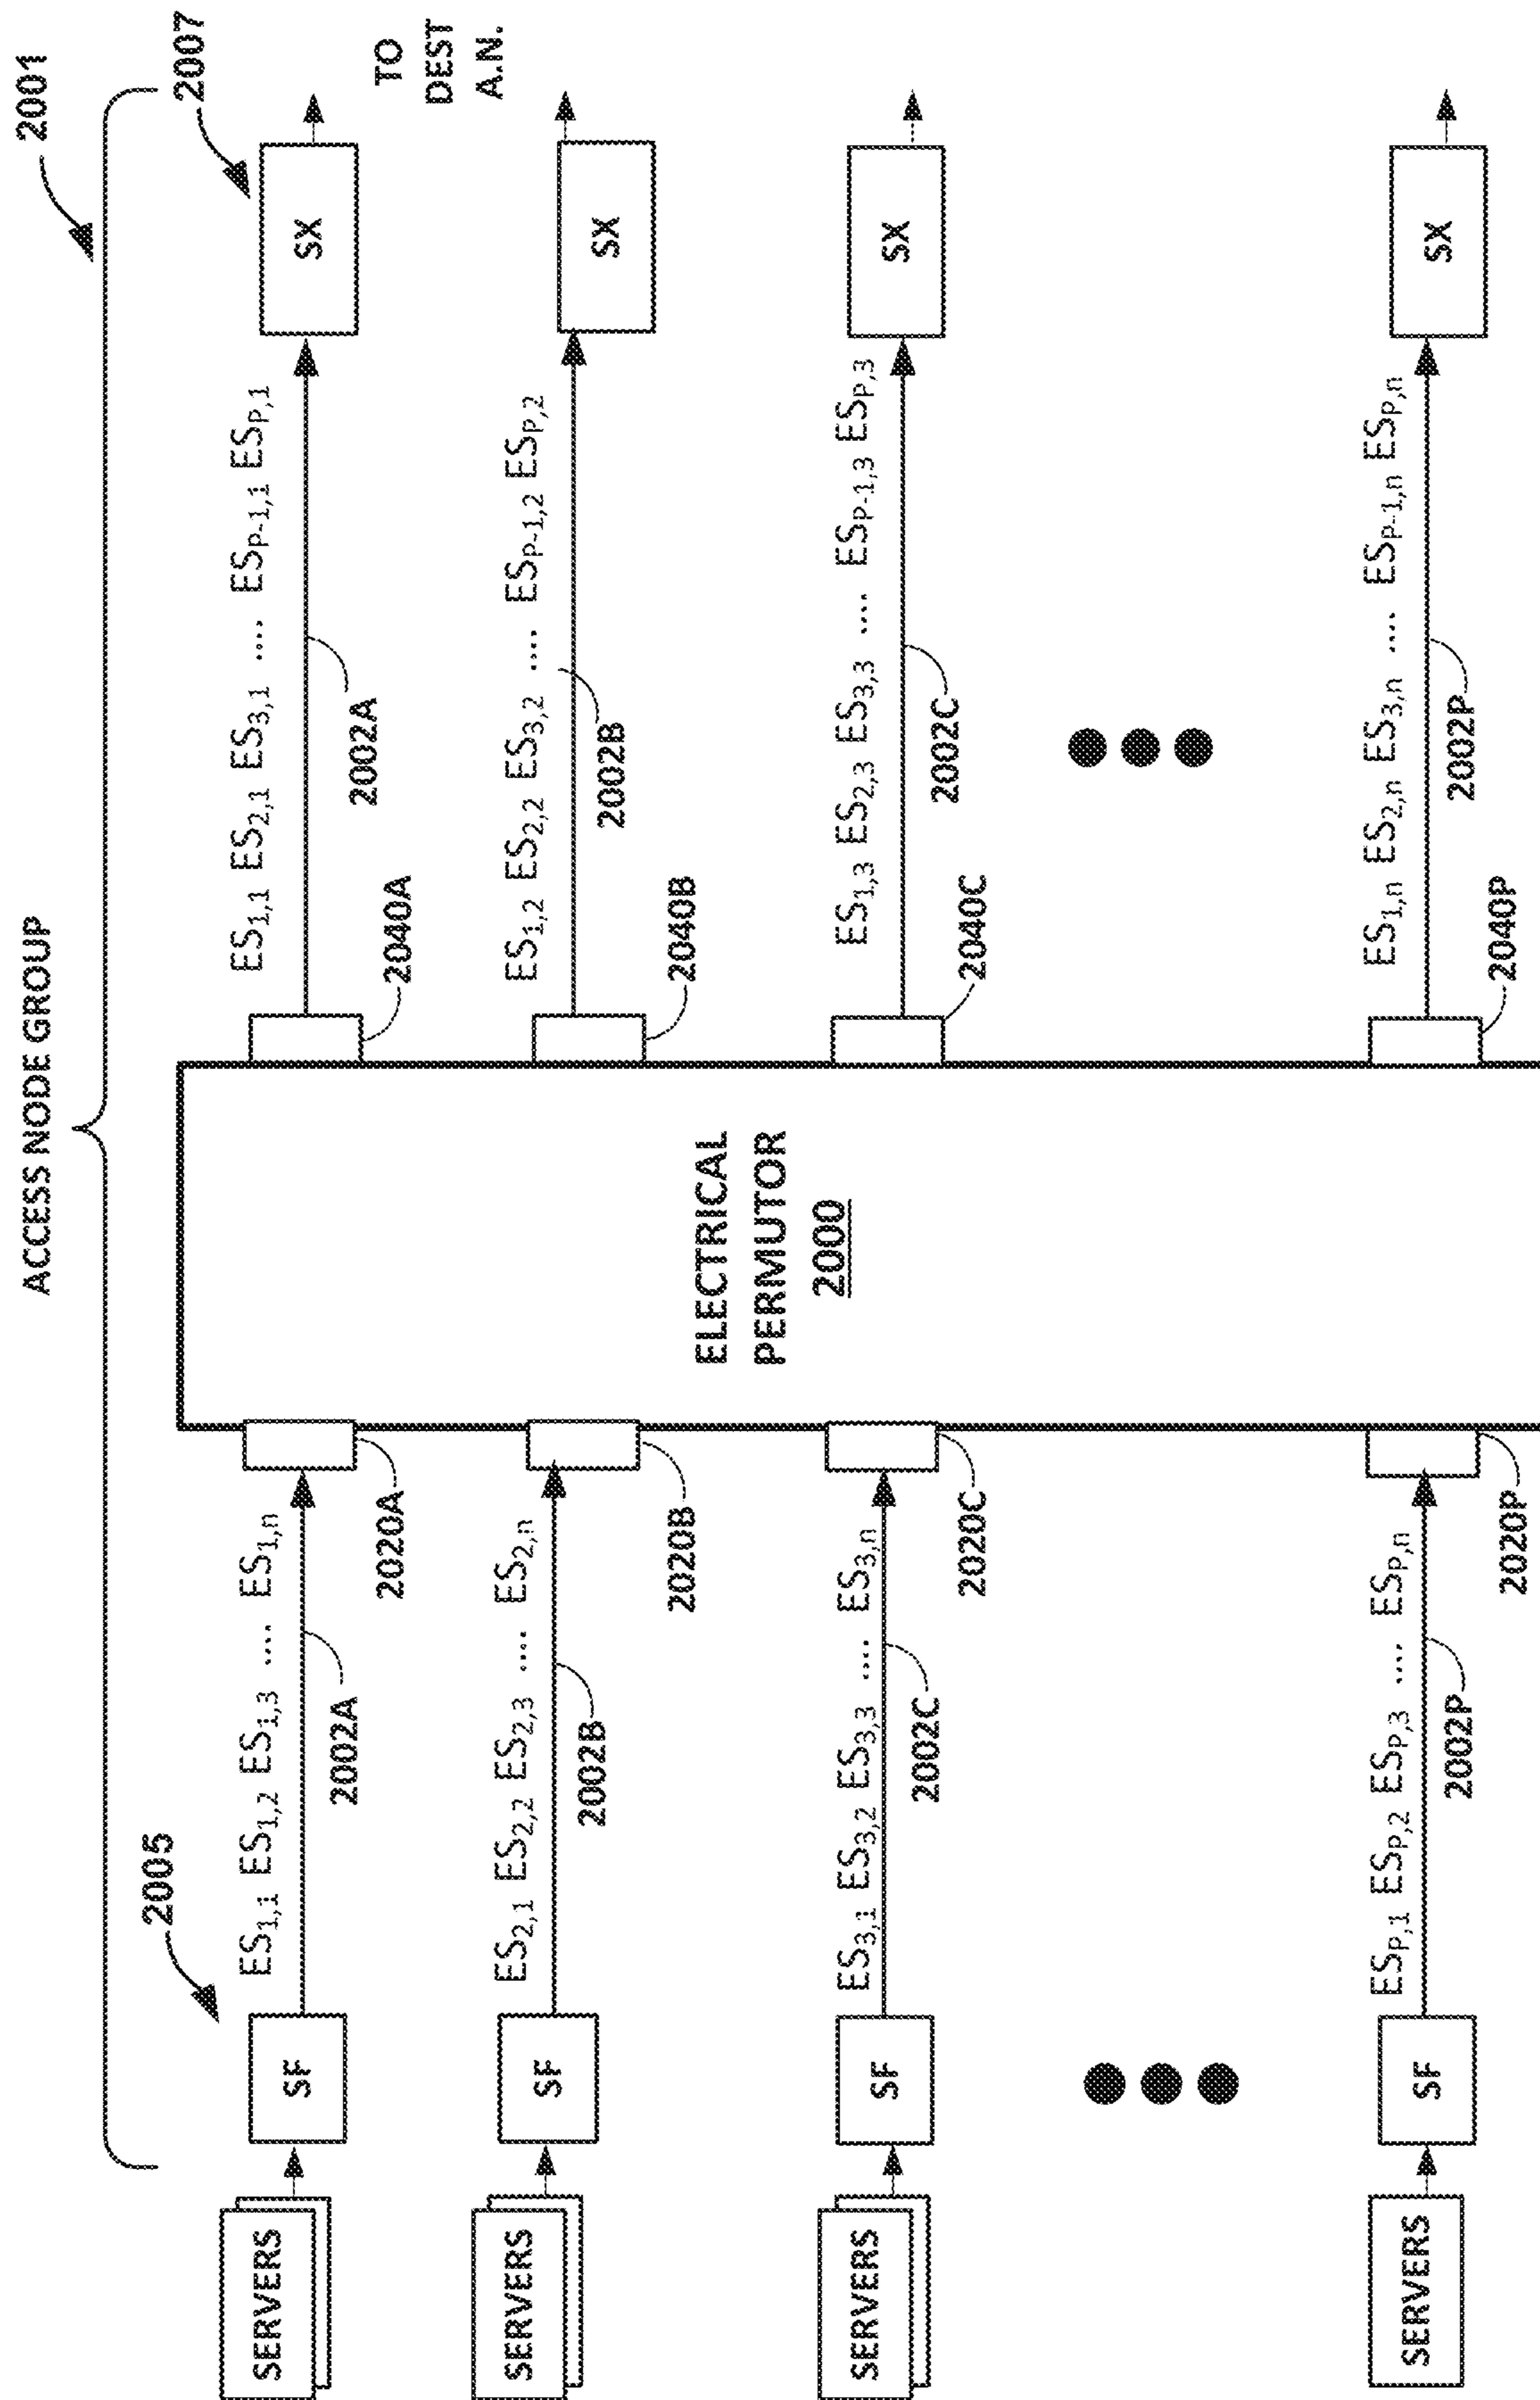 ACCESS NODE GROUP
2001
2005
2007
SERVERS
SF
ES1,1 ES1,2 ES1,3 .... ES1,n
2002A
2020A
2040A
ES1,1 ES2,1 ES3,1 .... ESP-1,1 ESP,1
2002A
SX
TO
DEST
A.N.
SERVERS
SF
ES2,1 ES2,2 ES2,3 .... ES2,n
2002B
2020B
2040B
ES1,2 ES2,2 ES3,2 .... ESP-1,2 ESP,2
2002B
SX
ELECTRICAL
PERMUTOR
2000
SERVERS
SF
ES3,1 ES3,2 ES3,3 .... ES3,n
2002C
2020C
2040C
ES1,3 ES2,3 ES3,3 .... ESP-1,3 ESP,3
2002C
SX
SERVERS
SF
ESP,1 ESP,2 ESP,3 .... ESP,n
2002P
2020P
2040P
ES1,n ES2,n ES3,n .... ESP-1,n ESP,n
2002P
SX